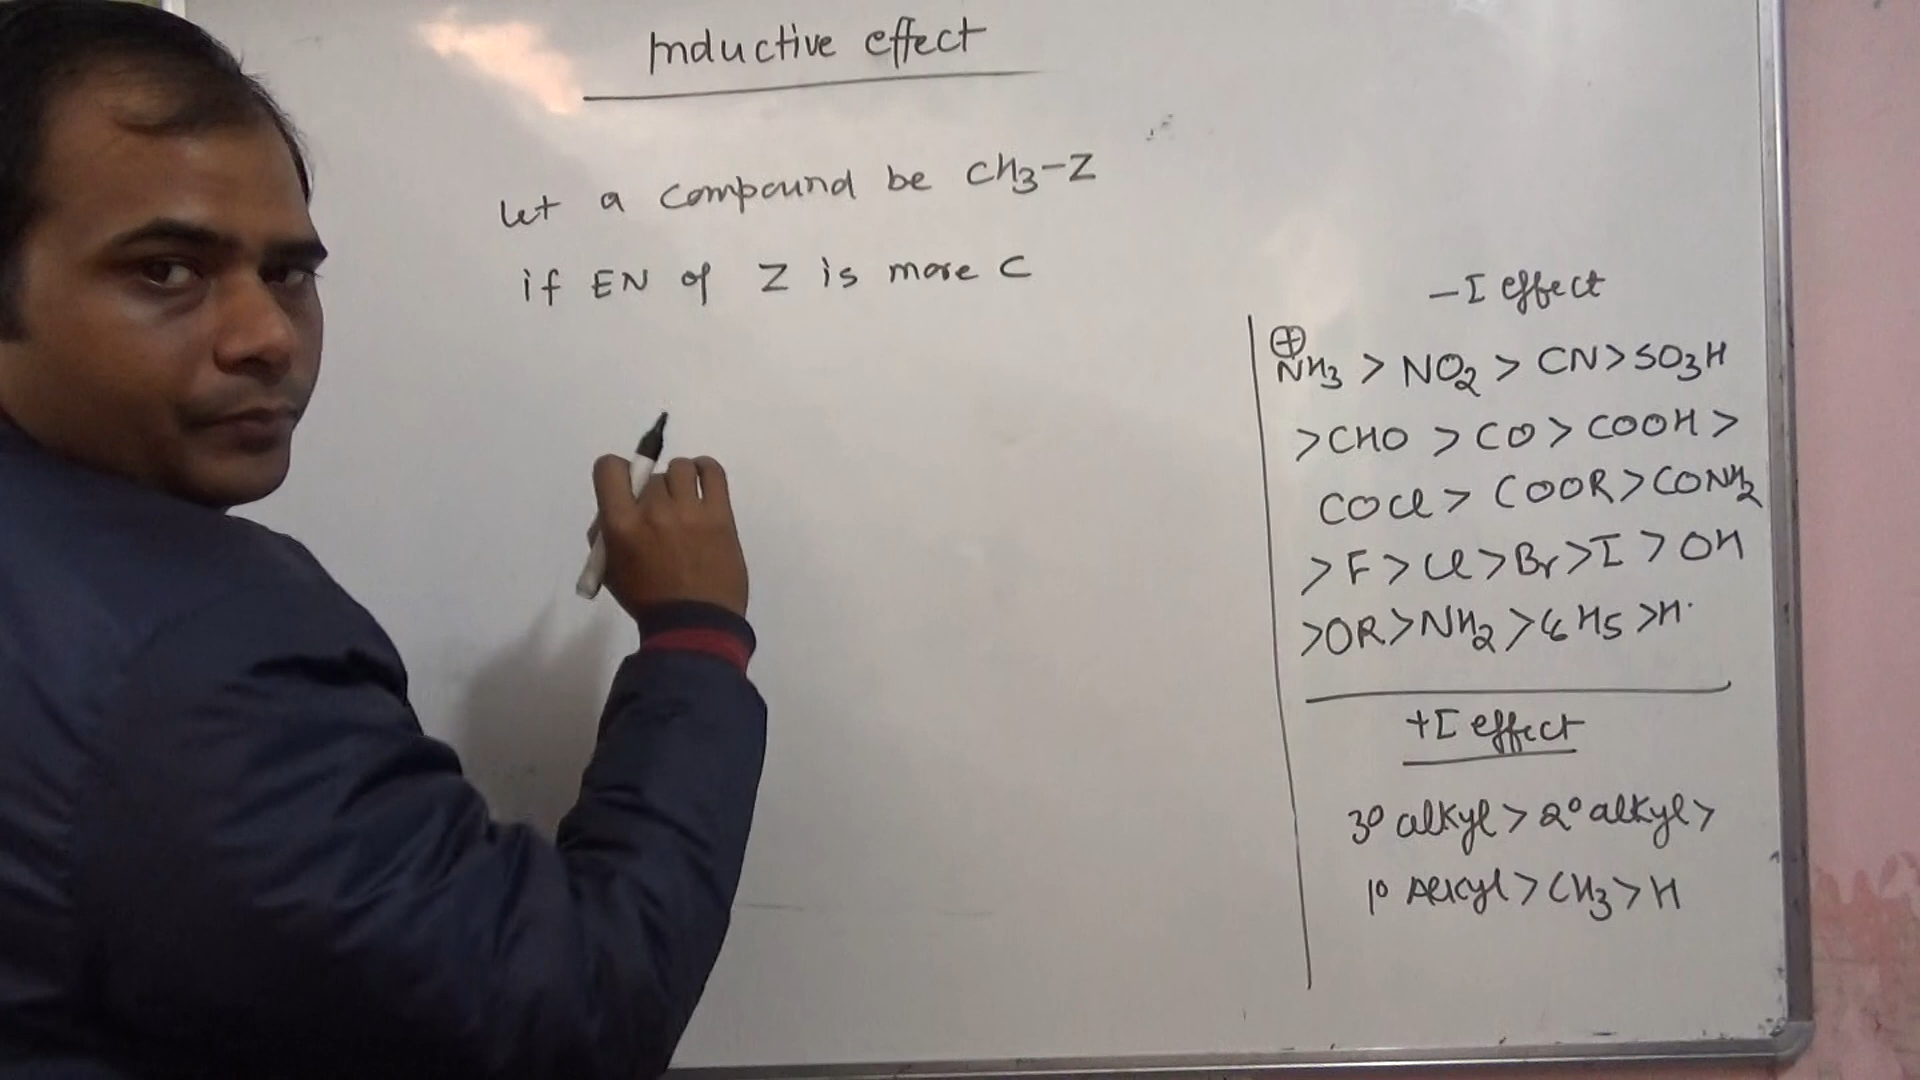 Inductive effect
let a compound be CH3-Z
if EN of Z is more C
-I effect
⊕
NH3 > NO2 > CN > SO3H
>CHO > CO > COOH >
COCl > COOR > CONH2
>F > Cl > Br > I > OH
>OR > NH2 > C6H5 > H.
+I effect
3° alkyl > 2° alkyl >
1° Alkyl > CH3 > H